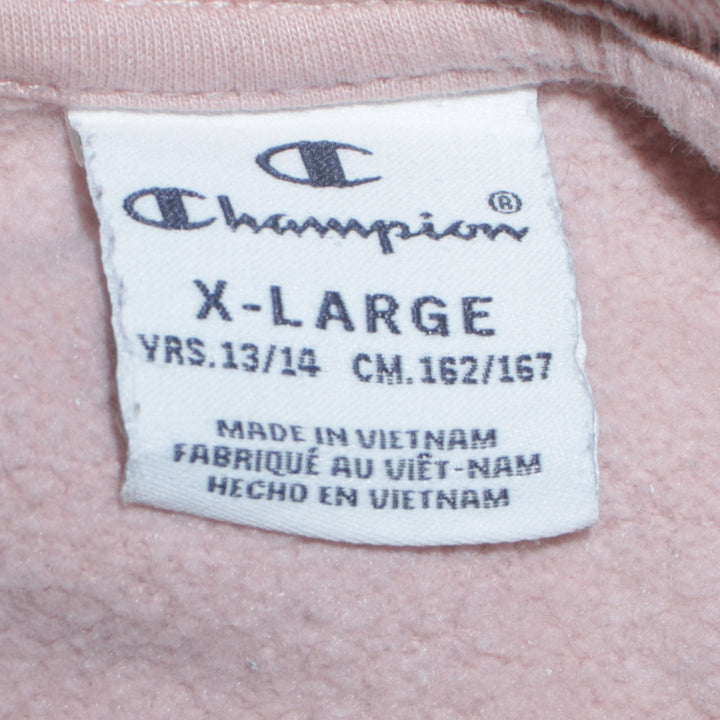 Champion®
X-LARGE
YRS.13/14 CM.162/167
MADE IN VIETNAM
FABRIQUÉ AU VIÊT-NAM
HECHO EN VIETNAM